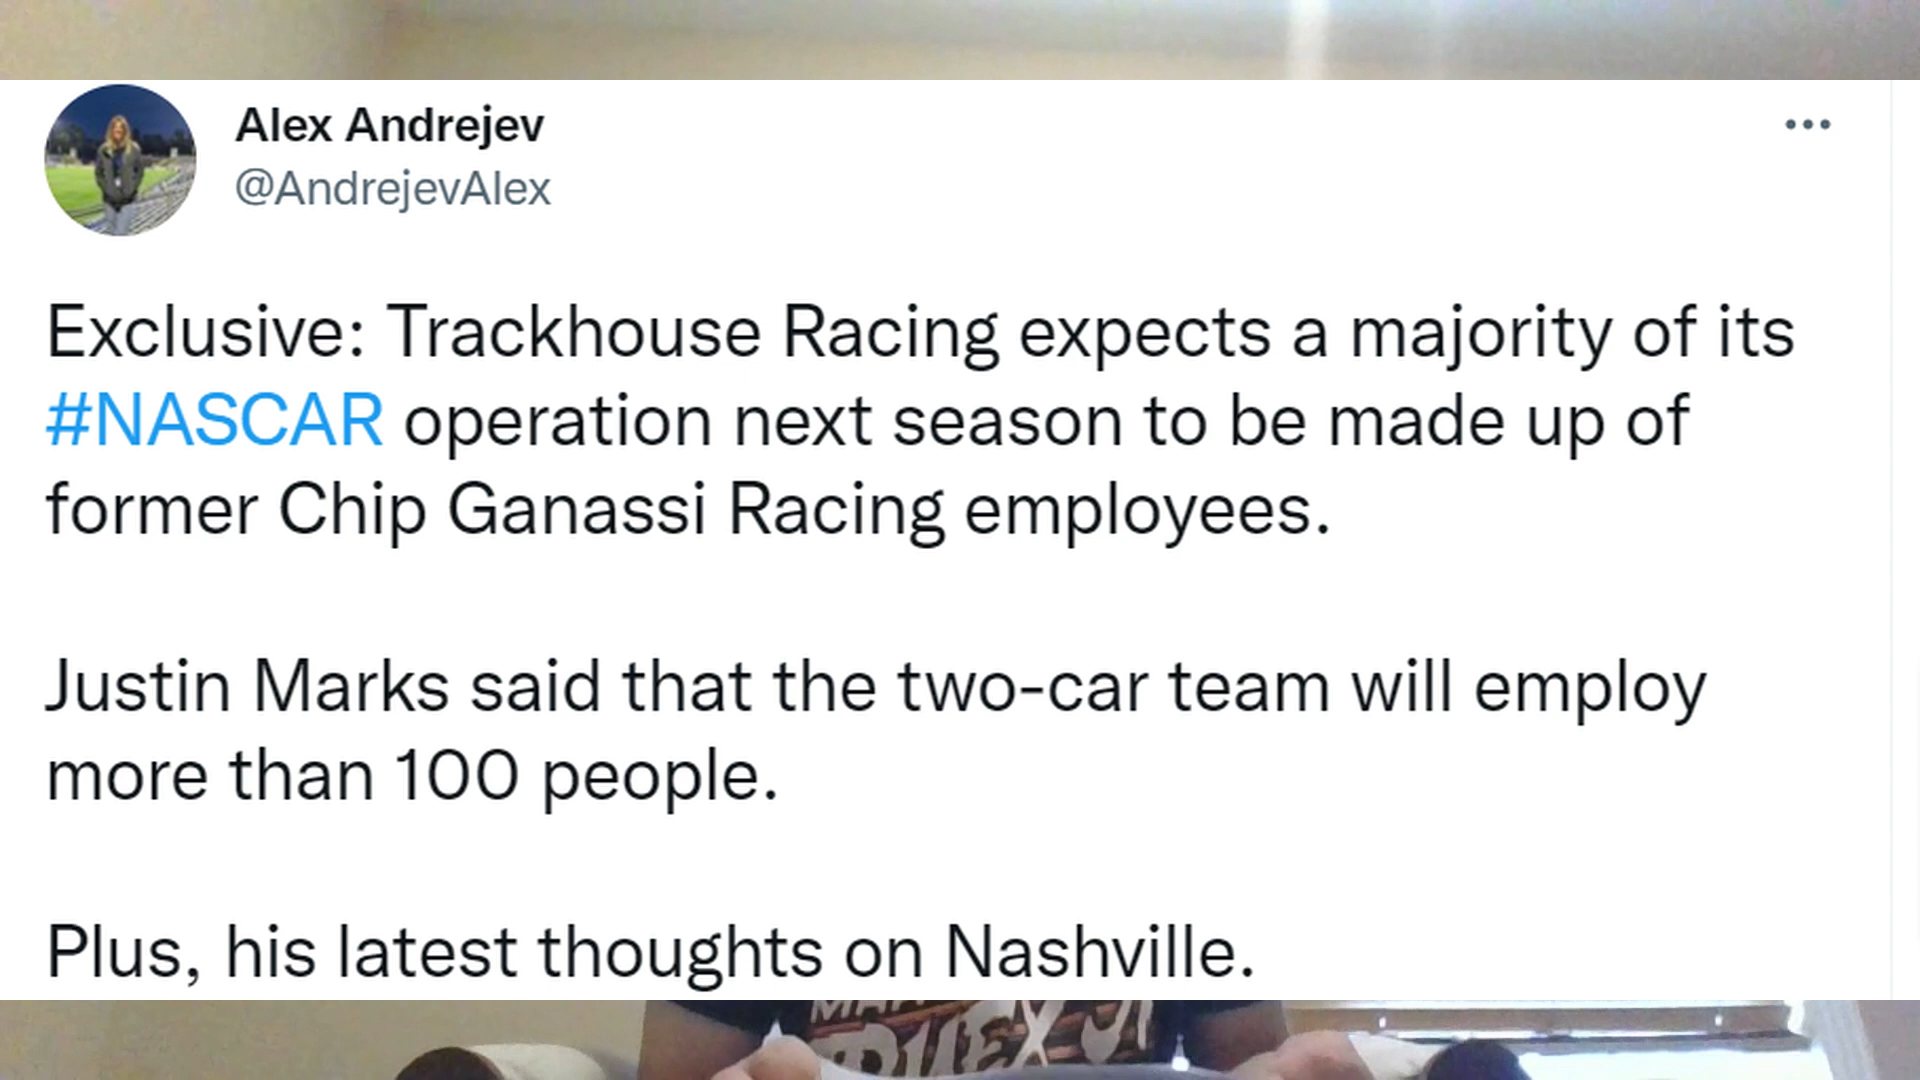 Alex Andrejev
@AndrejevAlex
Exclusive: Trackhouse Racing expects a majority of its
#NASCAR operation next season to be made up of
former Chip Ganassi Racing employees.
Justin Marks said that the two-car team will employ
more than 100 people.
Plus, his latest thoughts on Nashville.